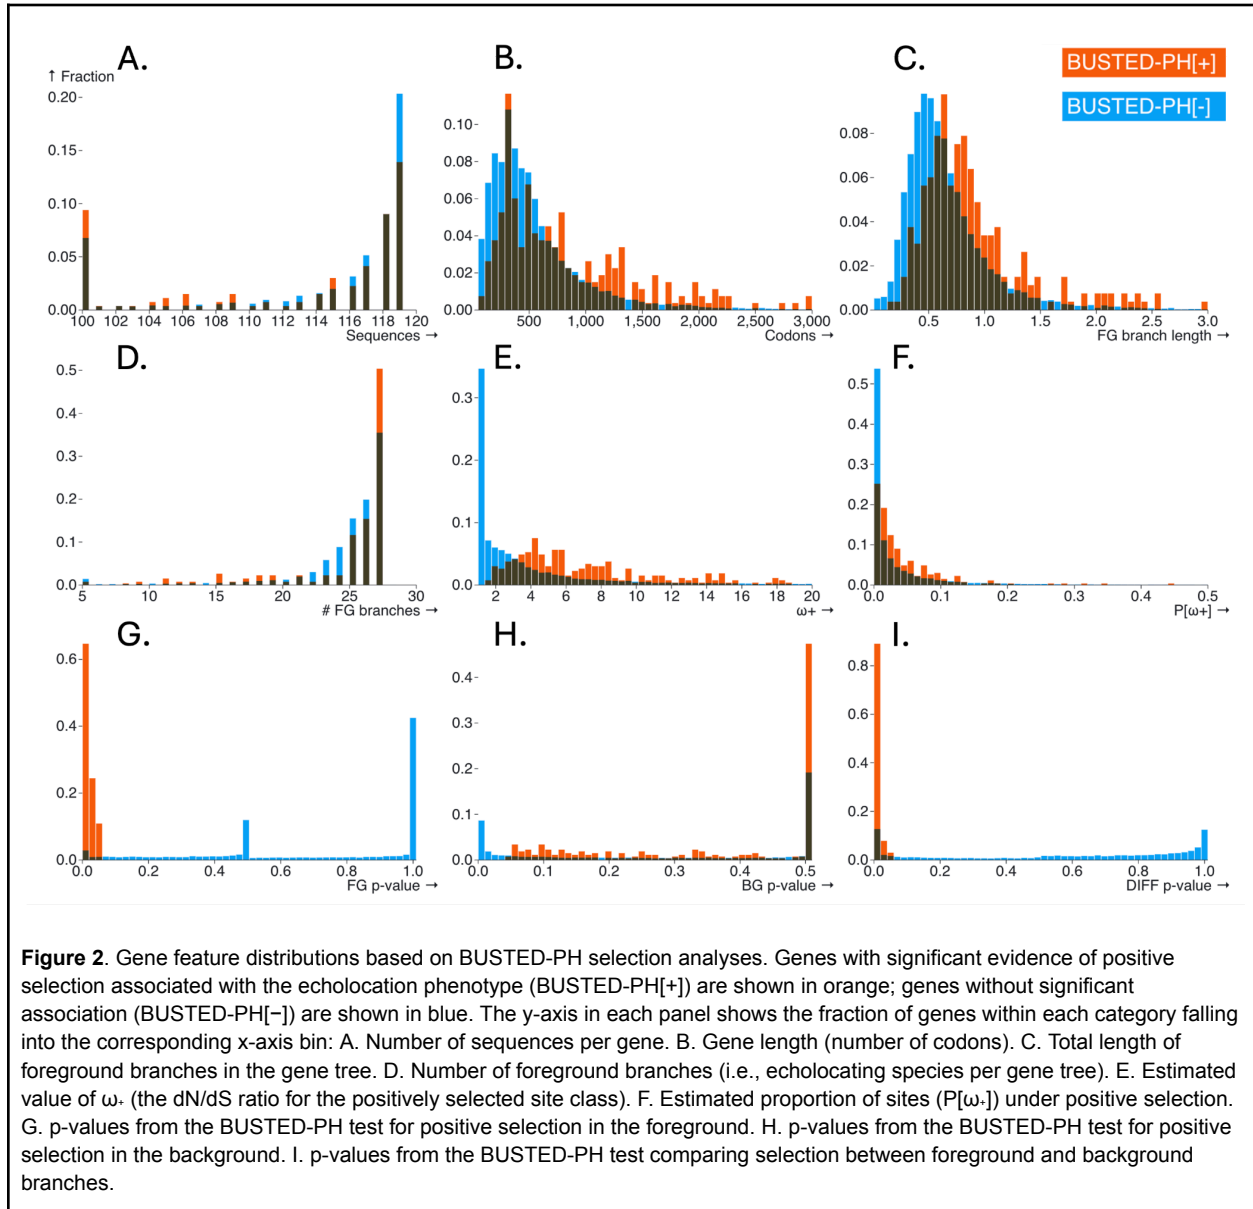 A.
B.
C.
BUSTED-PH[+]
BUSTED-PH[-]
↑ Fraction
0.20
0.15
0.10
0.05
0.00
100 102 104 106 108 110 112 114 116 118 120
Sequences →
0.10
0.08
0.06
0.04
0.02
0.00
500 1,000 1,500 2,000 2,500 3,000
Codons →
0.08
0.06
0.04
0.02
0.00
0.5 1.0 1.5 2.0 2.5 3.0
FG branch length →
D.
E.
F.
0.5
0.4
0.3
0.2
0.1
0.0
5 10 15 20 25 30
# FG branches →
0.3
0.2
0.1
0.0
2 4 6 8 10 12 14 16 18 20
ω+ →
0.5
0.4
0.3
0.2
0.1
0.0
0.0 0.1 0.2 0.3 0.4 0.5
P[ω+] →
G.
H.
I.
0.6
0.4
0.2
0.0
0.0 0.2 0.4 0.6 0.8 1.0
FG p-value →
0.4
0.3
0.2
0.1
0.0
0.0 0.1 0.2 0.3 0.4 0.5
BG p-value →
0.8
0.6
0.4
0.2
0.0
0.0 0.2 0.4 0.6 0.8 1.0
DIFF p-value →
Figure 2. Gene feature distributions based on BUSTED-PH selection analyses. Genes with significant evidence of positive
selection associated with the echolocation phenotype (BUSTED-PH[+]) are shown in orange; genes without significant
association (BUSTED-PH[−]) are shown in blue. The y-axis in each panel shows the fraction of genes within each category falling
into the corresponding x-axis bin: A. Number of sequences per gene. B. Gene length (number of codons). C. Total length of
foreground branches in the gene tree. D. Number of foreground branches (i.e., echolocating species per gene tree). E. Estimated
value of ω₊ (the dN/dS ratio for the positively selected site class). F. Estimated proportion of sites (P[ω₊]) under positive selection.
G. p-values from the BUSTED-PH test for positive selection in the foreground. H. p-values from the BUSTED-PH test for positive
selection in the background. I. p-values from the BUSTED-PH test comparing selection between foreground and background
branches.